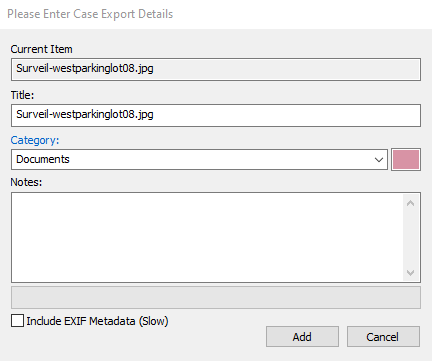 Please Enter Case Export Details
Current Item
Surveil-westparkinglot08.jpg
Title:
Surveil-westparkinglot08.jpg
Category:
Documents
Notes:
Include EXIF Metadata (Slow)
Add
Cancel